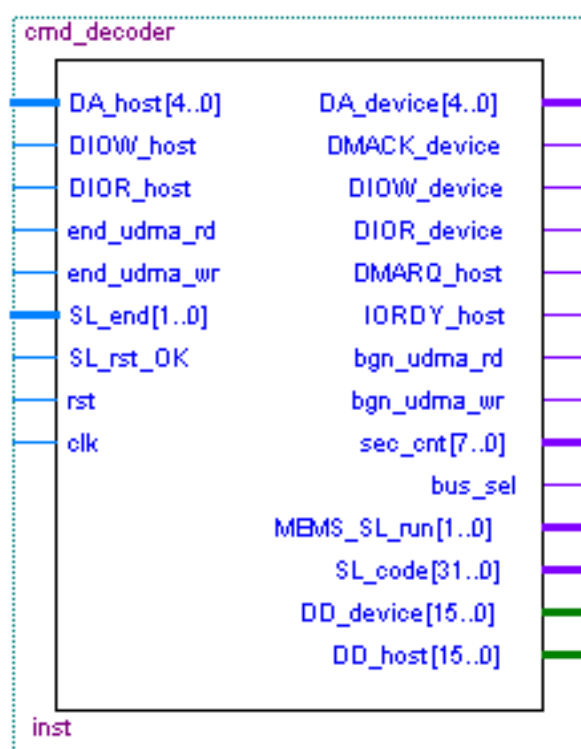 cmd_decoder
DA_host[4..0] DA_device[4..0]
DIOW_host DMACK_device
DIOR_host DIOW_device
end_udma_rd DIOR_device
end_udma_wr DMARQ_host
SL_end[1..0] IORDY_host
SL_rst_OK bgn_udma_rd
rst bgn_udma_wr
clk sec_cnt[7..0]
bus_sel
MEMS_SL_run[1..0]
SL_code[31..0]
DD_device[15..0]
DD_host[15..0]
inst